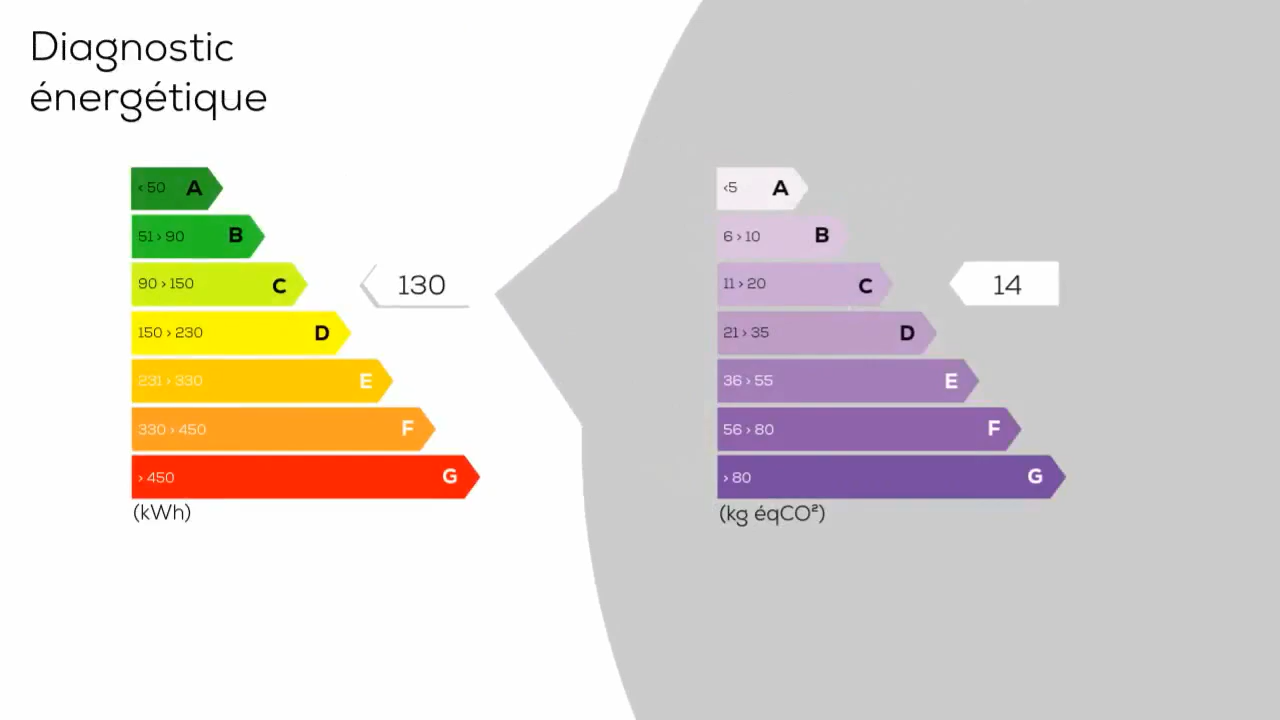 Diagnostic
énergétique
< 50 A
51 > 90 B
90 > 150 C
130
150 > 230 D
231 > 330 E
330 > 450 F
> 450 G
(kWh)
<5 A
6 > 10 B
11 > 20 C
14
21 > 35 D
36 > 55 E
56 > 80 F
> 80 G
(kg éqCO²)